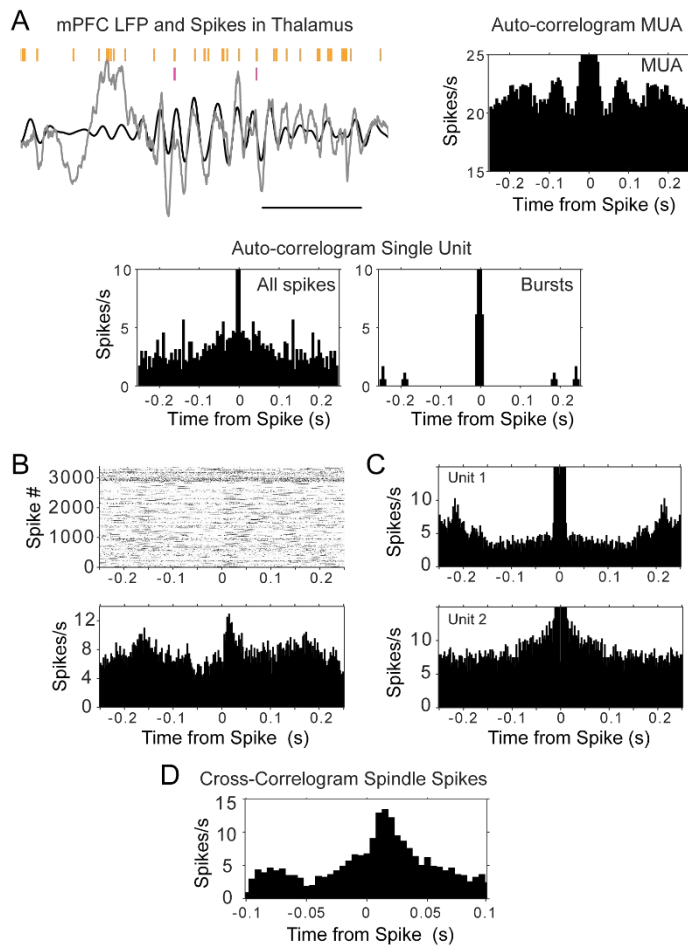 A
mPFC LFP and Spikes in Thalamus
Auto-correlogram MUA
MUA
25
20
15
Spikes/s
-0.2 -0.1 0 0.1 0.2
Time from Spike (s)
Auto-correlogram Single Unit
10
5
0
Spikes/s
All spikes
-0.2 -0.1 0 0.1 0.2
Time from Spike (s)
10
5
0
Bursts
-0.2 -0.1 0 0.1 0.2
Time from Spike (s)
B
3000
2000
1000
0
Spike #
-0.2 -0.1 0 0.1 0.2
12
8
4
0
Spikes/s
-0.2 -0.1 0 0.1 0.2
Time from Spike (s)
C
Unit 1
10
5
0
Spikes/s
-0.2 -0.1 0 0.1 0.2
Unit 2
10
5
0
Spikes/s
-0.2 -0.1 0 0.1 0.2
Time from Spike (s)
D
Cross-Correlogram Spindle Spikes
15
10
5
0
Spikes/s
-0.1 -0.05 0 0.05 0.1
Time from Spike (s)